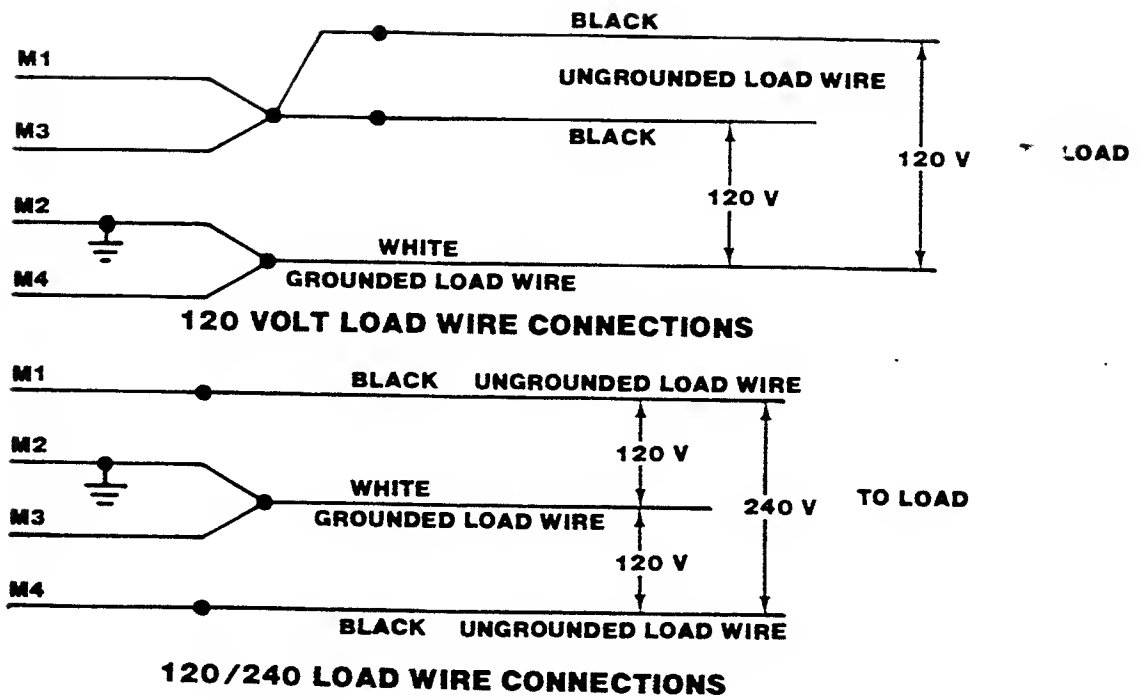 BLACK
M1
UNGROUNDED LOAD WIRE
M3
BLACK
120 V
LOAD
120 V
M2
WHITE
M4
GROUNDED LOAD WIRE
120 VOLT LOAD WIRE CONNECTIONS
M1
BLACK UNGROUNDED LOAD WIRE
M2
120 V
WHITE
240 V
TO LOAD
M3
GROUNDED LOAD WIRE
120 V
M4
BLACK UNGROUNDED LOAD WIRE
120/240 LOAD WIRE CONNECTIONS